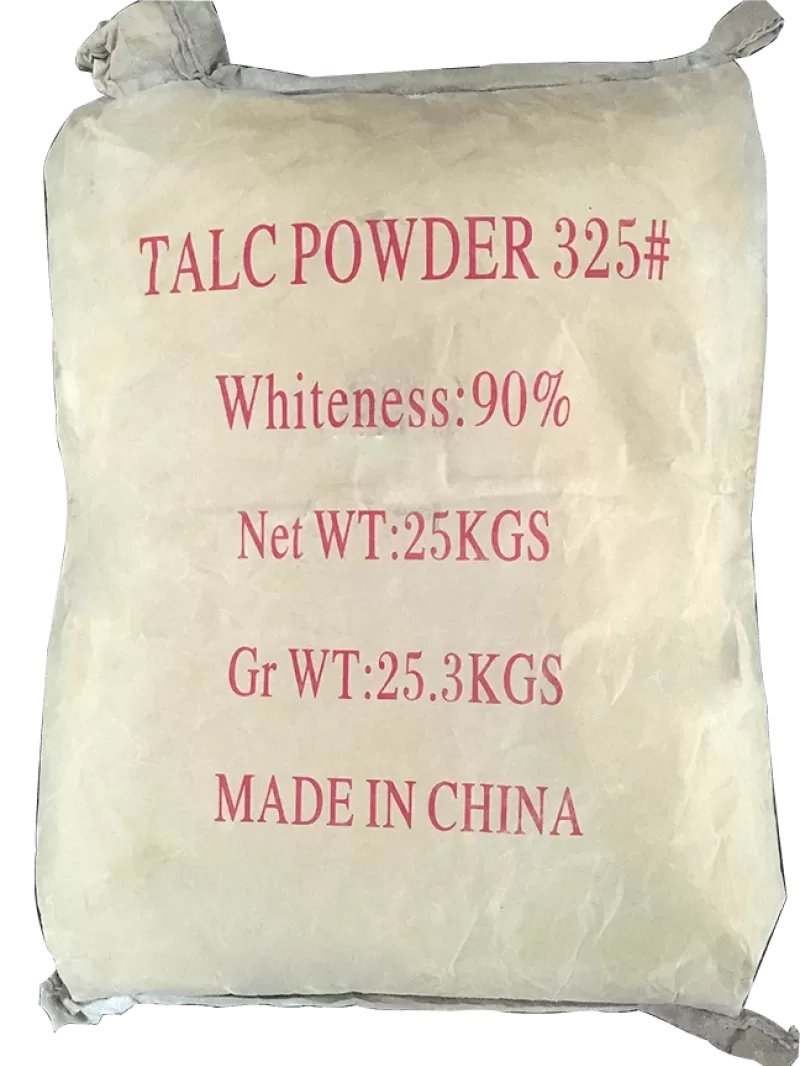 TALC POWDER 325#
Whiteness:90%
Net WT:25KGS
Gr WT:25.3KGS
MADE IN CHINA